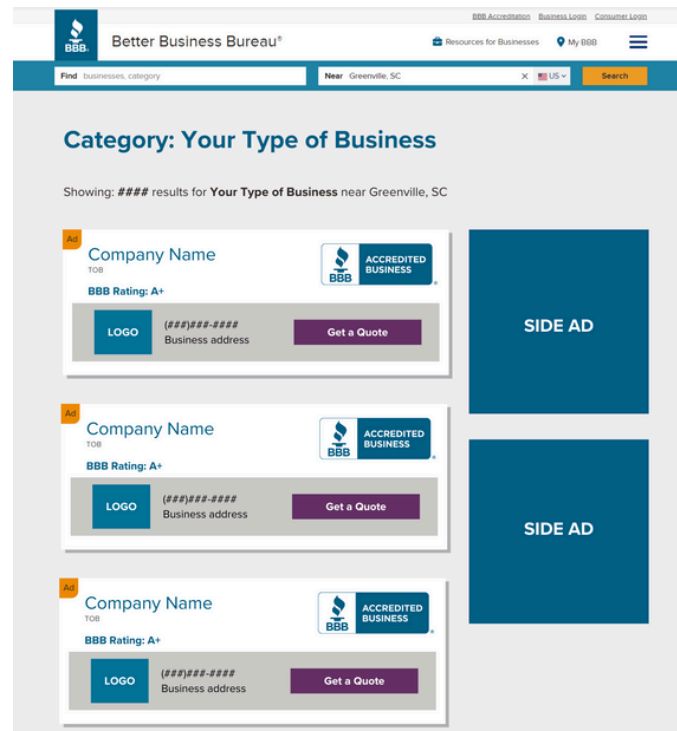 BBB Accreditation Business Login Consumer Login
BBB.
Better Business Bureau®
Resources for Businesses My BBB
Find businesses, category Near Greenville, SC X US Search
Category: Your Type of Business
Showing: #### results for Your Type of Business near Greenville, SC
Ad
Company Name
TOB
BBB Rating: A+
BBB
ACCREDITED
BUSINESS
®
LOGO
(###)###-####
Business address
Get a Quote
SIDE AD
Ad
Company Name
TOB
BBB Rating: A+
BBB
ACCREDITED
BUSINESS
®
LOGO
(###)###-####
Business address
Get a Quote
SIDE AD
Ad
Company Name
TOB
BBB Rating: A+
BBB
ACCREDITED
BUSINESS
®
LOGO
(###)###-####
Business address
Get a Quote